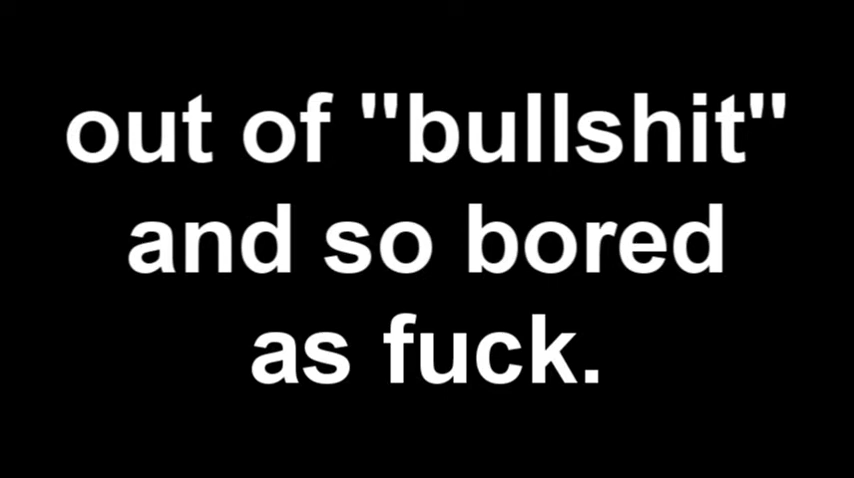 out of "bullshit"
and so bored
as fuck.